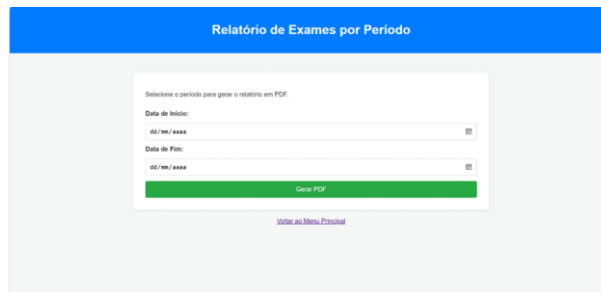 Relatório de Exames por Período
Selecione o período para gerar o relatório em PDF.
Data de Início:
dd/mm/aaaa
Data de Fim:
dd/mm/aaaa
Gerar PDF
Voltar ao Menu Principal